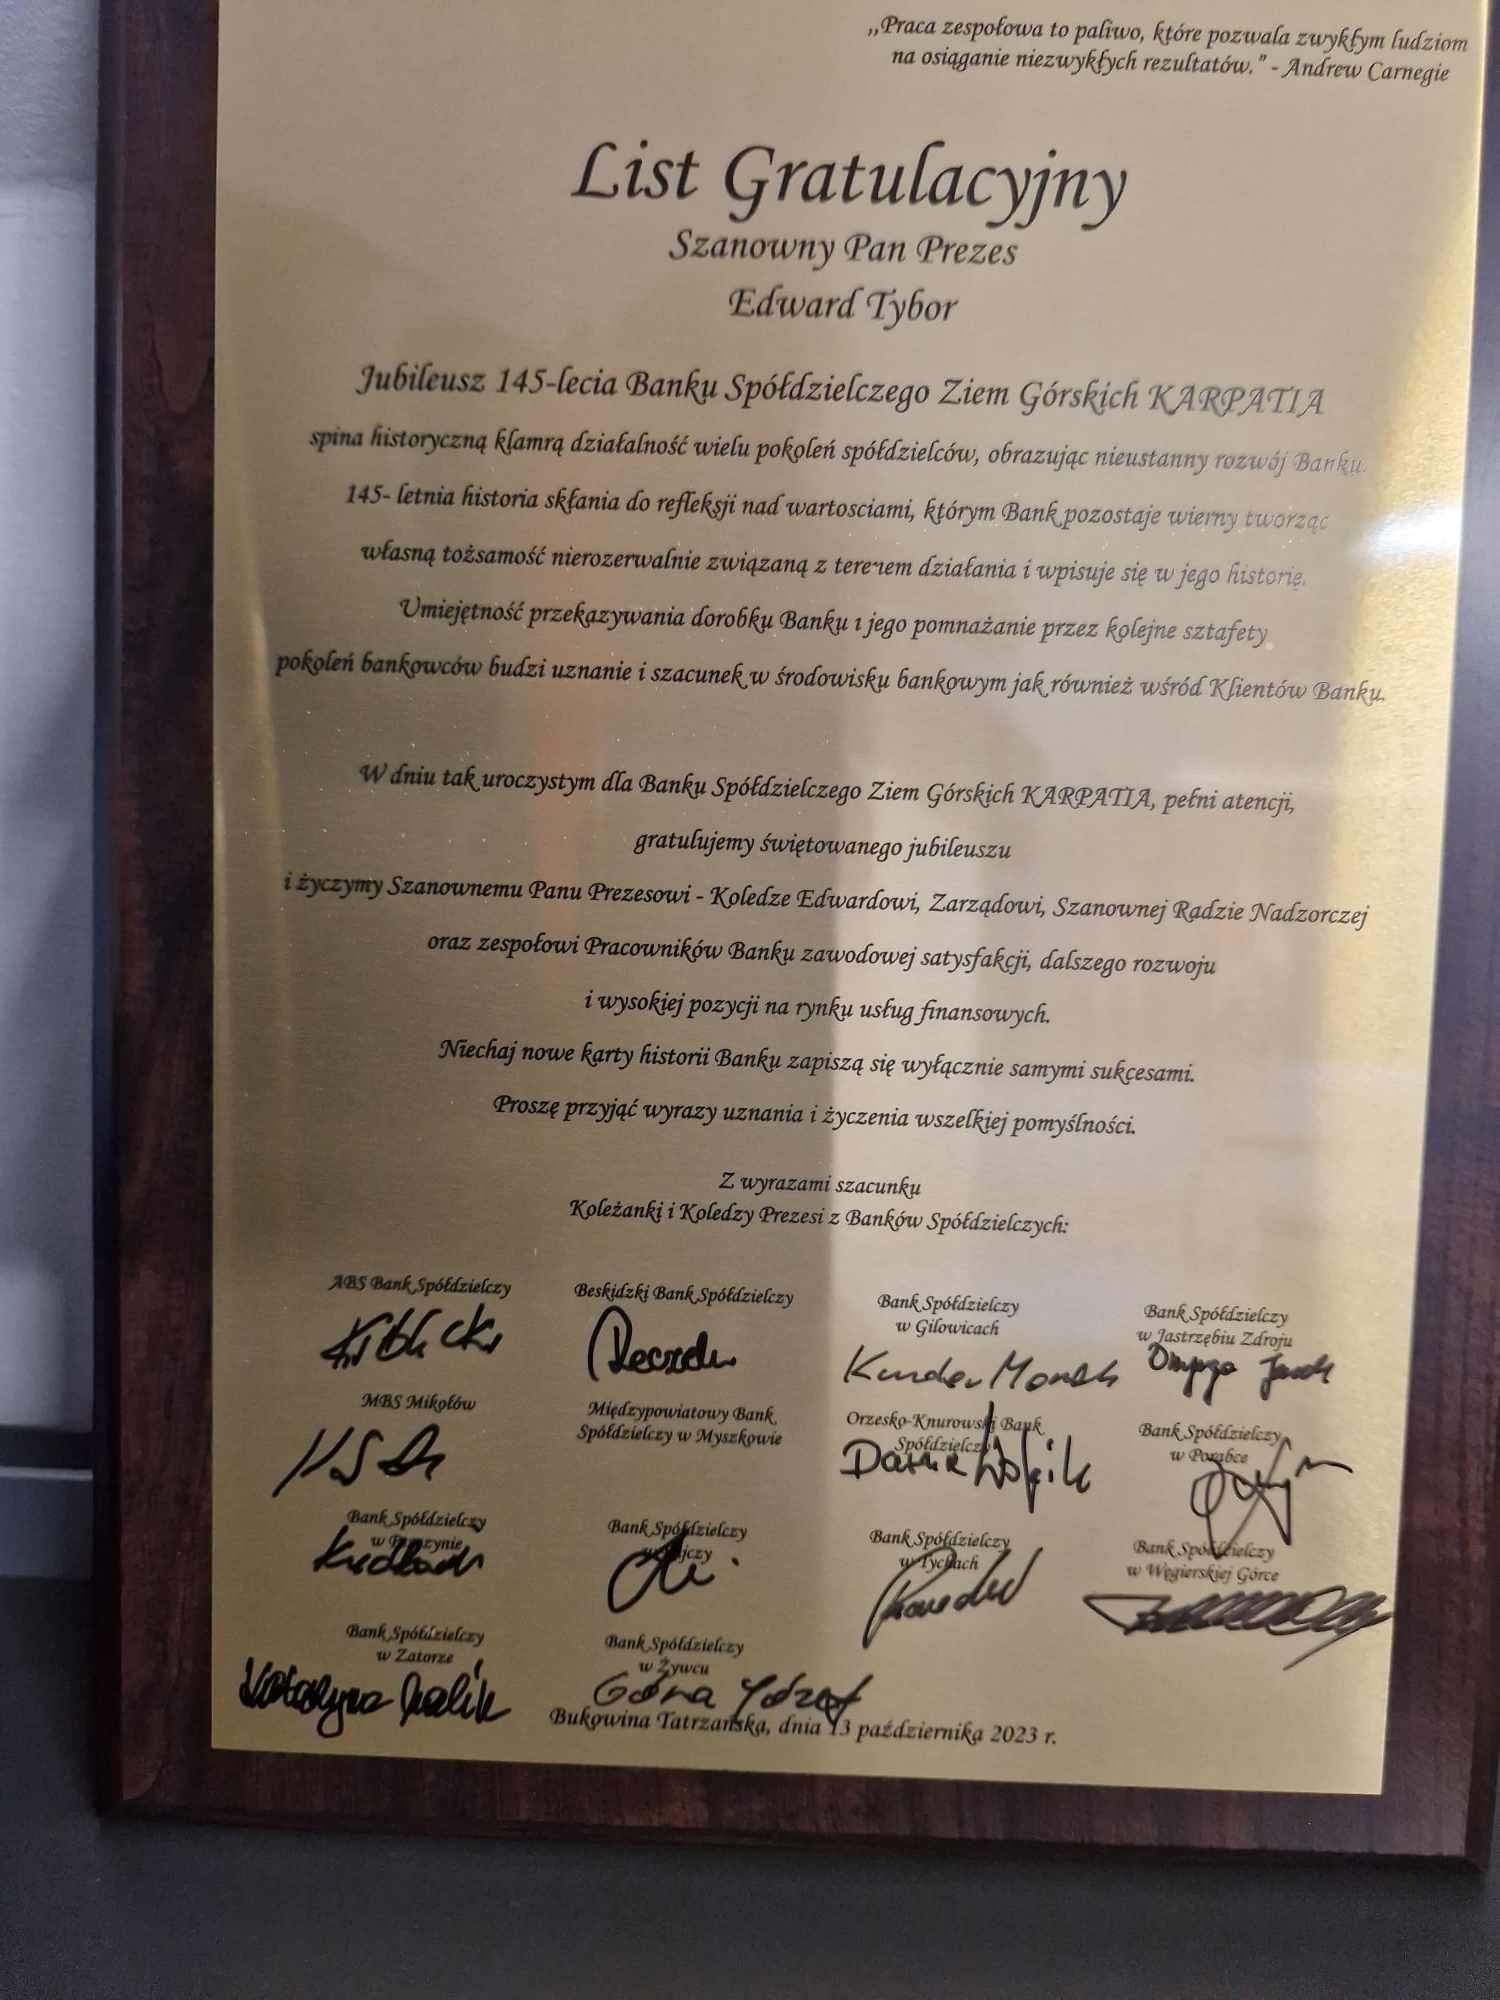 „Praca zespołowa to paliwo, które pozwala zwykłym ludziom
na osiąganie niezwykłych rezultatów.” - Andrew Carnegie
List Gratulacyjny
Szanowny Pan Prezes
Edward Tybor
Jubileusz 145-lecia Banku Spółdzielczego Ziem Górskich KARPATIA
spina historyczną klamrą działalność wielu pokoleń spółdzielców, obrazując nieustanny rozwój Banku.
145- letnia historia skłania do refleksji nad wartosciami, którym Bank pozostaje wierny tworząc
własną tożsamość nierozerwalnie związaną z terenem działania i wpisuje się w jego historię.
Umiejętność przekazywania dorobku Banku i jego pomnażanie przez kolejne sztafety
pokoleń bankowców budzi uznanie i szacunek w środowisku bankowym jak również wśród Klientów Banku.
W dniu tak uroczystym dla Banku Spółdzielczego Ziem Górskich KARPATIA, pełni atencji,
gratulujemy świętowanego jubileuszu
i życzymy Szanownemu Panu Prezesowi - Koledze Edwardowi, Zarządowi, Szanownej Radzie Nadzorczej
oraz zespołowi Pracowników Banku zawodowej satysfakcji, dalszego rozwoju
i wysokiej pozycji na rynku usług finansowych.
Niechaj nowe karty historii Banku zapiszą się wyłącznie samymi sukcesami.
Proszę przyjąć wyrazy uznania i życzenia wszelkiej pomyślności.
Z wyrazami szacunku
Koleżanki i Koledzy Prezesi z Banków Spółdzielczych:
ABS Bank Spółdzielczy
Beskidzki Bank Spółdzielczy
Bank Spółdzielczy
w Gilowicach
Bank Spółdzielczy
w Jastrzębiu Zdroju
MBS Mikołów
Międzypowiatowy Bank
Spółdzielczy w Myszkowie
Orzesko-Knurowski Bank
Spółdzielczy
Bank Spółdzielczy
w Porąbce
Bank Spółdzielczy
w
Bank Spółdzielczy
Bank Spółdzielczy
w Tychach
Bank Spółdzielczy
w Węgierskiej Górce
Bank Spółdzielczy
w Zatorze
Katarzyna
Bank Spółdzielczy
w Żywcu
Góra Józef
Bukowina Tatrzańska, dnia 13 października 2023 r.